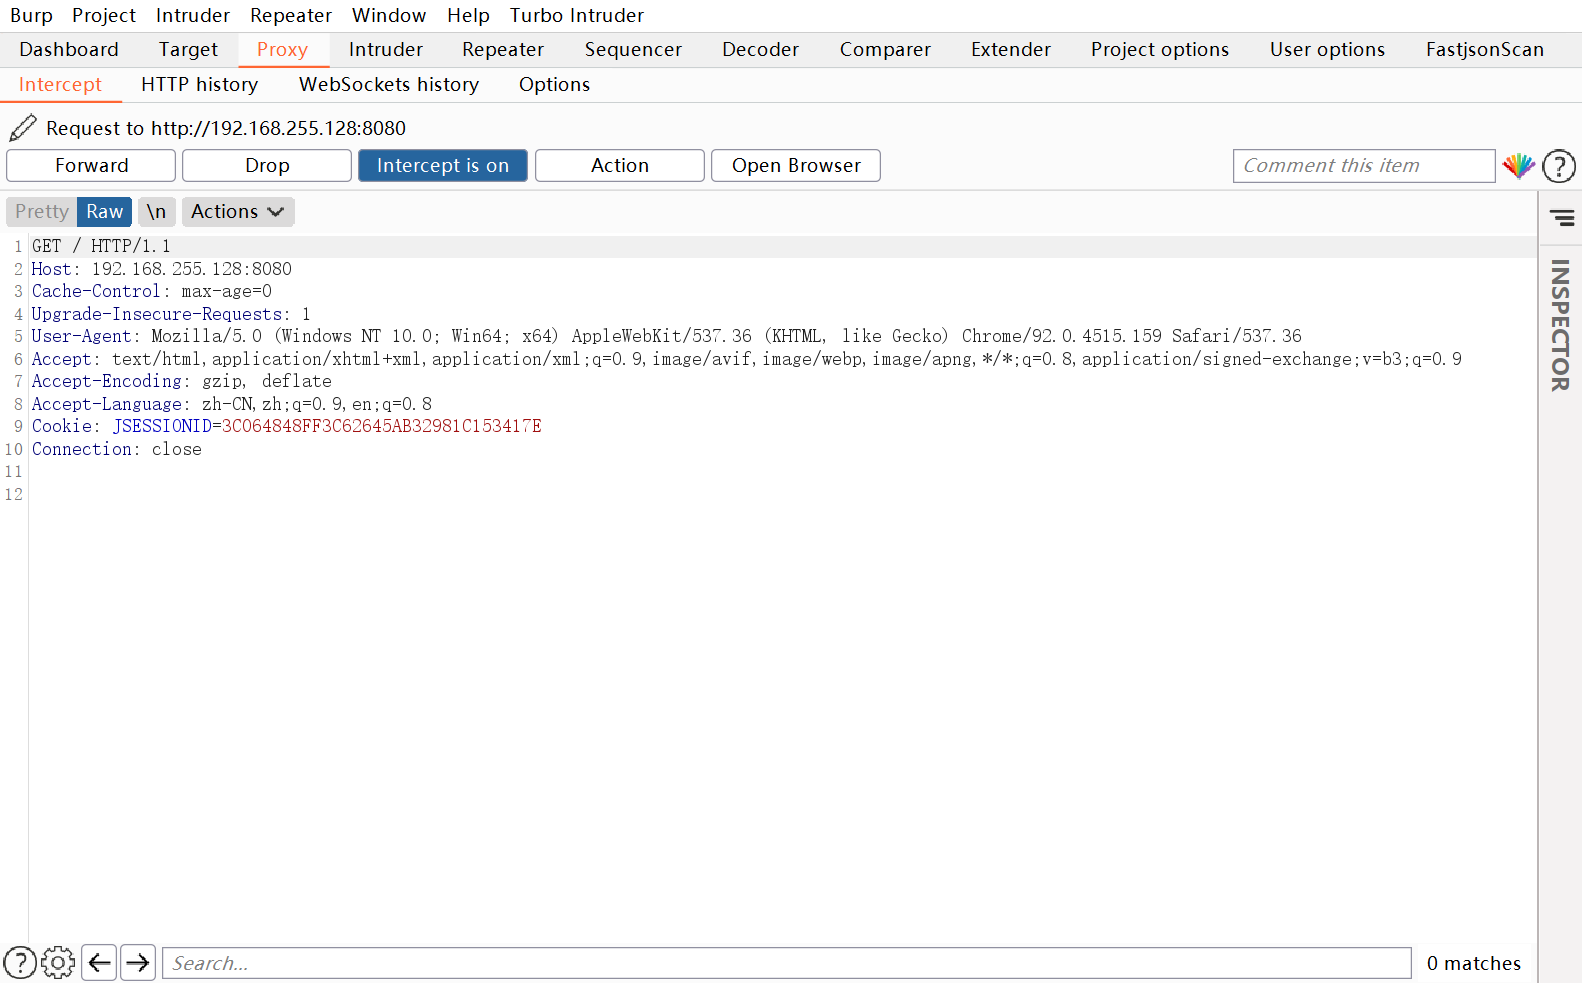 Burp Project Intruder Repeater Window Help Turbo Intruder
Dashboard Target Proxy Intruder Repeater Sequencer Decoder Comparer Extender Project options User options FastjsonScan
Intercept HTTP history WebSockets history Options
Request to http://192.168.255.128:8080
Forward Drop Intercept is on Action Open Browser Comment this item ?
Pretty Raw \n Actions
INSPECTOR
1 GET / HTTP/1.1
2 Host: 192.168.255.128:8080
3 Cache-Control: max-age=0
4 Upgrade-Insecure-Requests: 1
5 User-Agent: Mozilla/5.0 (Windows NT 10.0; Win64; x64) AppleWebKit/537.36 (KHTML, like Gecko) Chrome/92.0.4515.159 Safari/537.36
6 Accept: text/html,application/xhtml+xml,application/xml;q=0.9,image/avif,image/webp,image/apng,*/*;q=0.8,application/signed-exchange;v=b3;q=0.9
7 Accept-Encoding: gzip, deflate
8 Accept-Language: zh-CN,zh;q=0.9,en;q=0.8
9 Cookie: JSESSIONID=3C064848FF3C62645AB32981C153417E
10 Connection: close
11
12
? Search... 0 matches